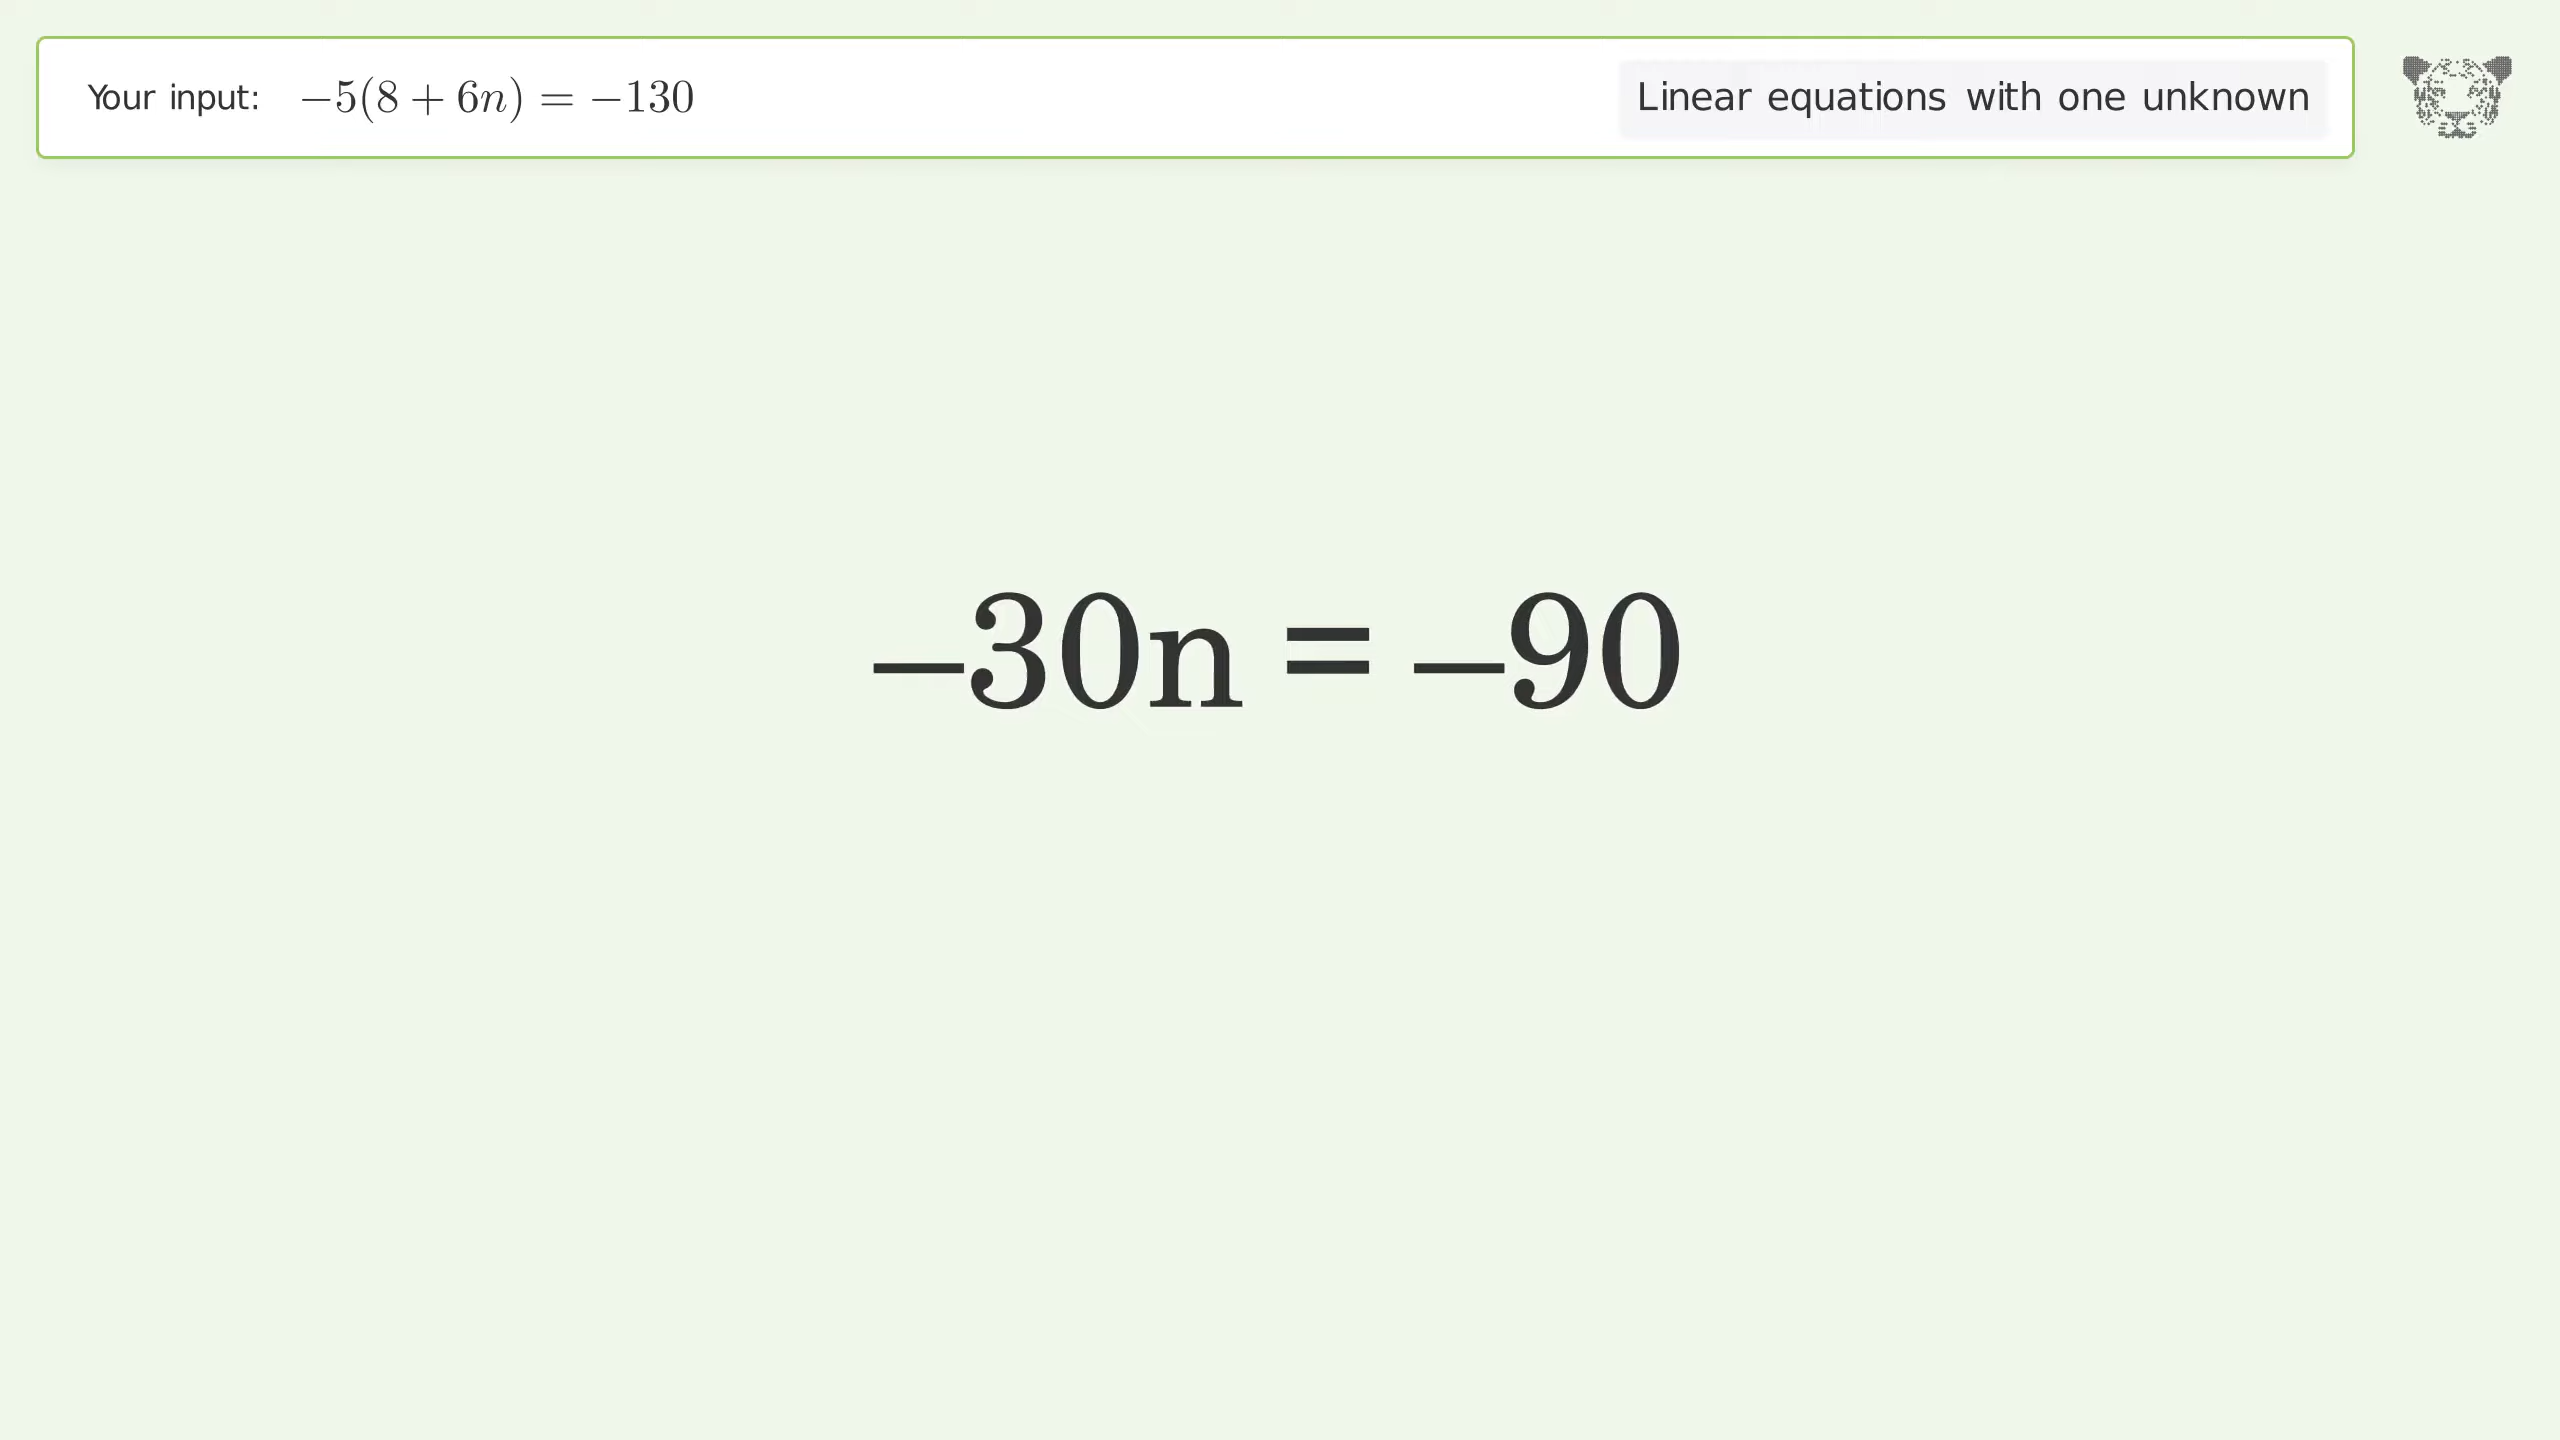 Your input: −5(8 + 6n) = −130 Linear equations with one unknown
–30n = –90